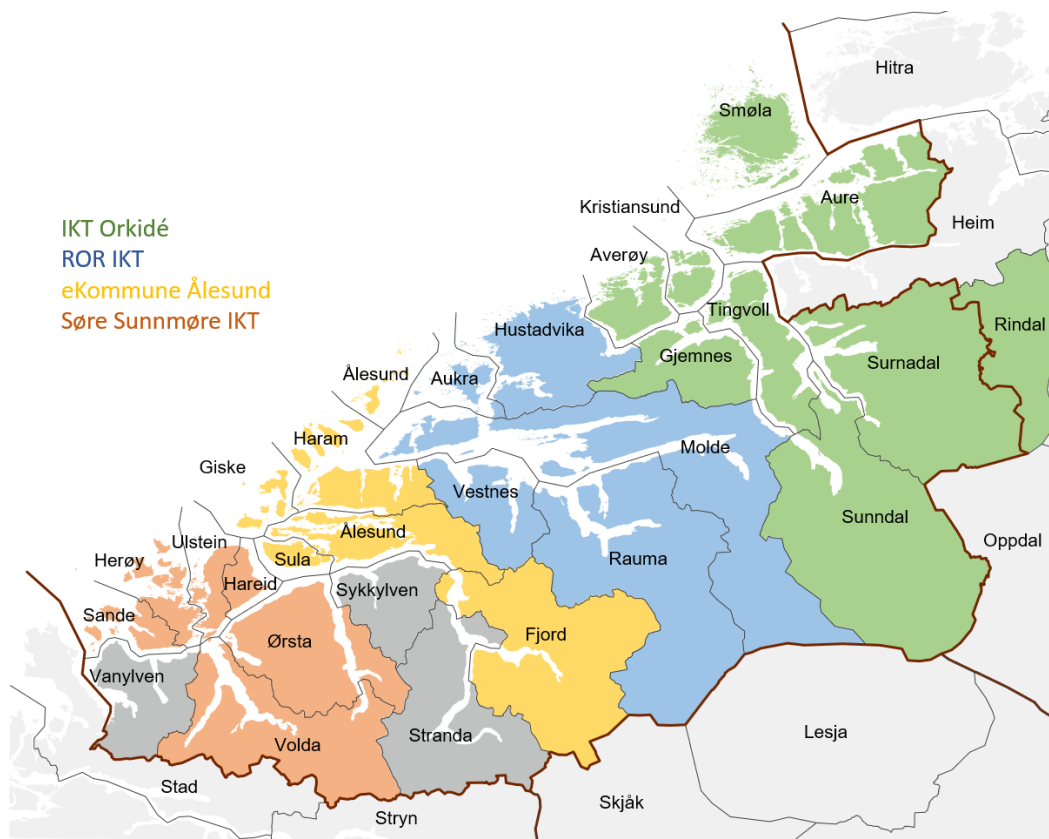 Hitra
Smøla
Aure
Kristiansund
Heim
IKT Orkidé
ROR IKT
eKommune Ålesund
Søre Sunnmøre IKT
Averøy
Tingvoll
Hustadvika
Rindal
Gjemnes
Surnadal
Ålesund
Aukra
Haram
Molde
Giske
Vestnes
Sunndal
Oppdal
Ålesund
Ulstein
Herøy
Sula
Rauma
Hareid
Sykkylven
Sande
Ørsta
Fjord
Vanylven
Lesja
Stranda
Volda
Stad
Skjåk
Stryn